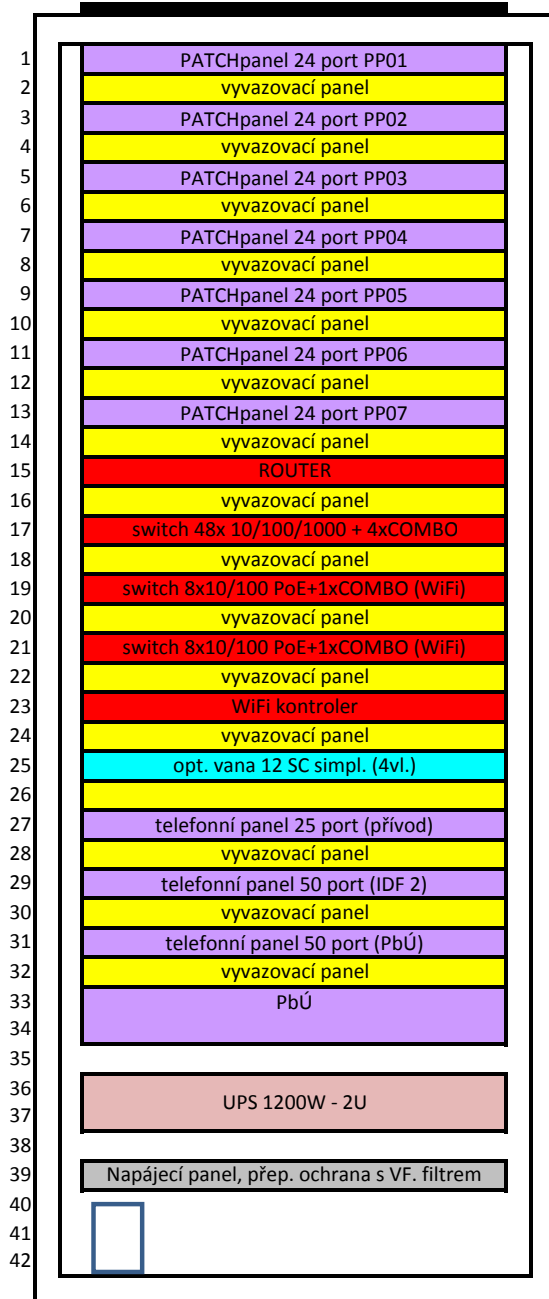 1 PATCHpanel 24 port PP01
2 vyvazovací panel
3 PATCHpanel 24 port PP02
4 vyvazovací panel
5 PATCHpanel 24 port PP03
6 vyvazovací panel
7 PATCHpanel 24 port PP04
8 vyvazovací panel
9 PATCHpanel 24 port PP05
10 vyvazovací panel
11 PATCHpanel 24 port PP06
12 vyvazovací panel
13 PATCHpanel 24 port PP07
14 vyvazovací panel
15 ROUTER
16 vyvazovací panel
17 switch 48x 10/100/1000 + 4xCOMBO
18 vyvazovací panel
19 switch 8x10/100 PoE+1xCOMBO (WiFi)
20 vyvazovací panel
21 switch 8x10/100 PoE+1xCOMBO (WiFi)
22 vyvazovací panel
23 WiFi kontroler
24 vyvazovací panel
25 opt. vana 12 SC simpl. (4vl.)
26
27 telefonní panel 25 port (přívod)
28 vyvazovací panel
29 telefonní panel 50 port (IDF 2)
30 vyvazovací panel
31 telefonní panel 50 port (PbÚ)
32 vyvazovací panel
33 PbÚ
34
35
36
UPS 1200W - 2U
37
38
39 Napájecí panel, přep. ochrana s VF. filtrem
40
41
42